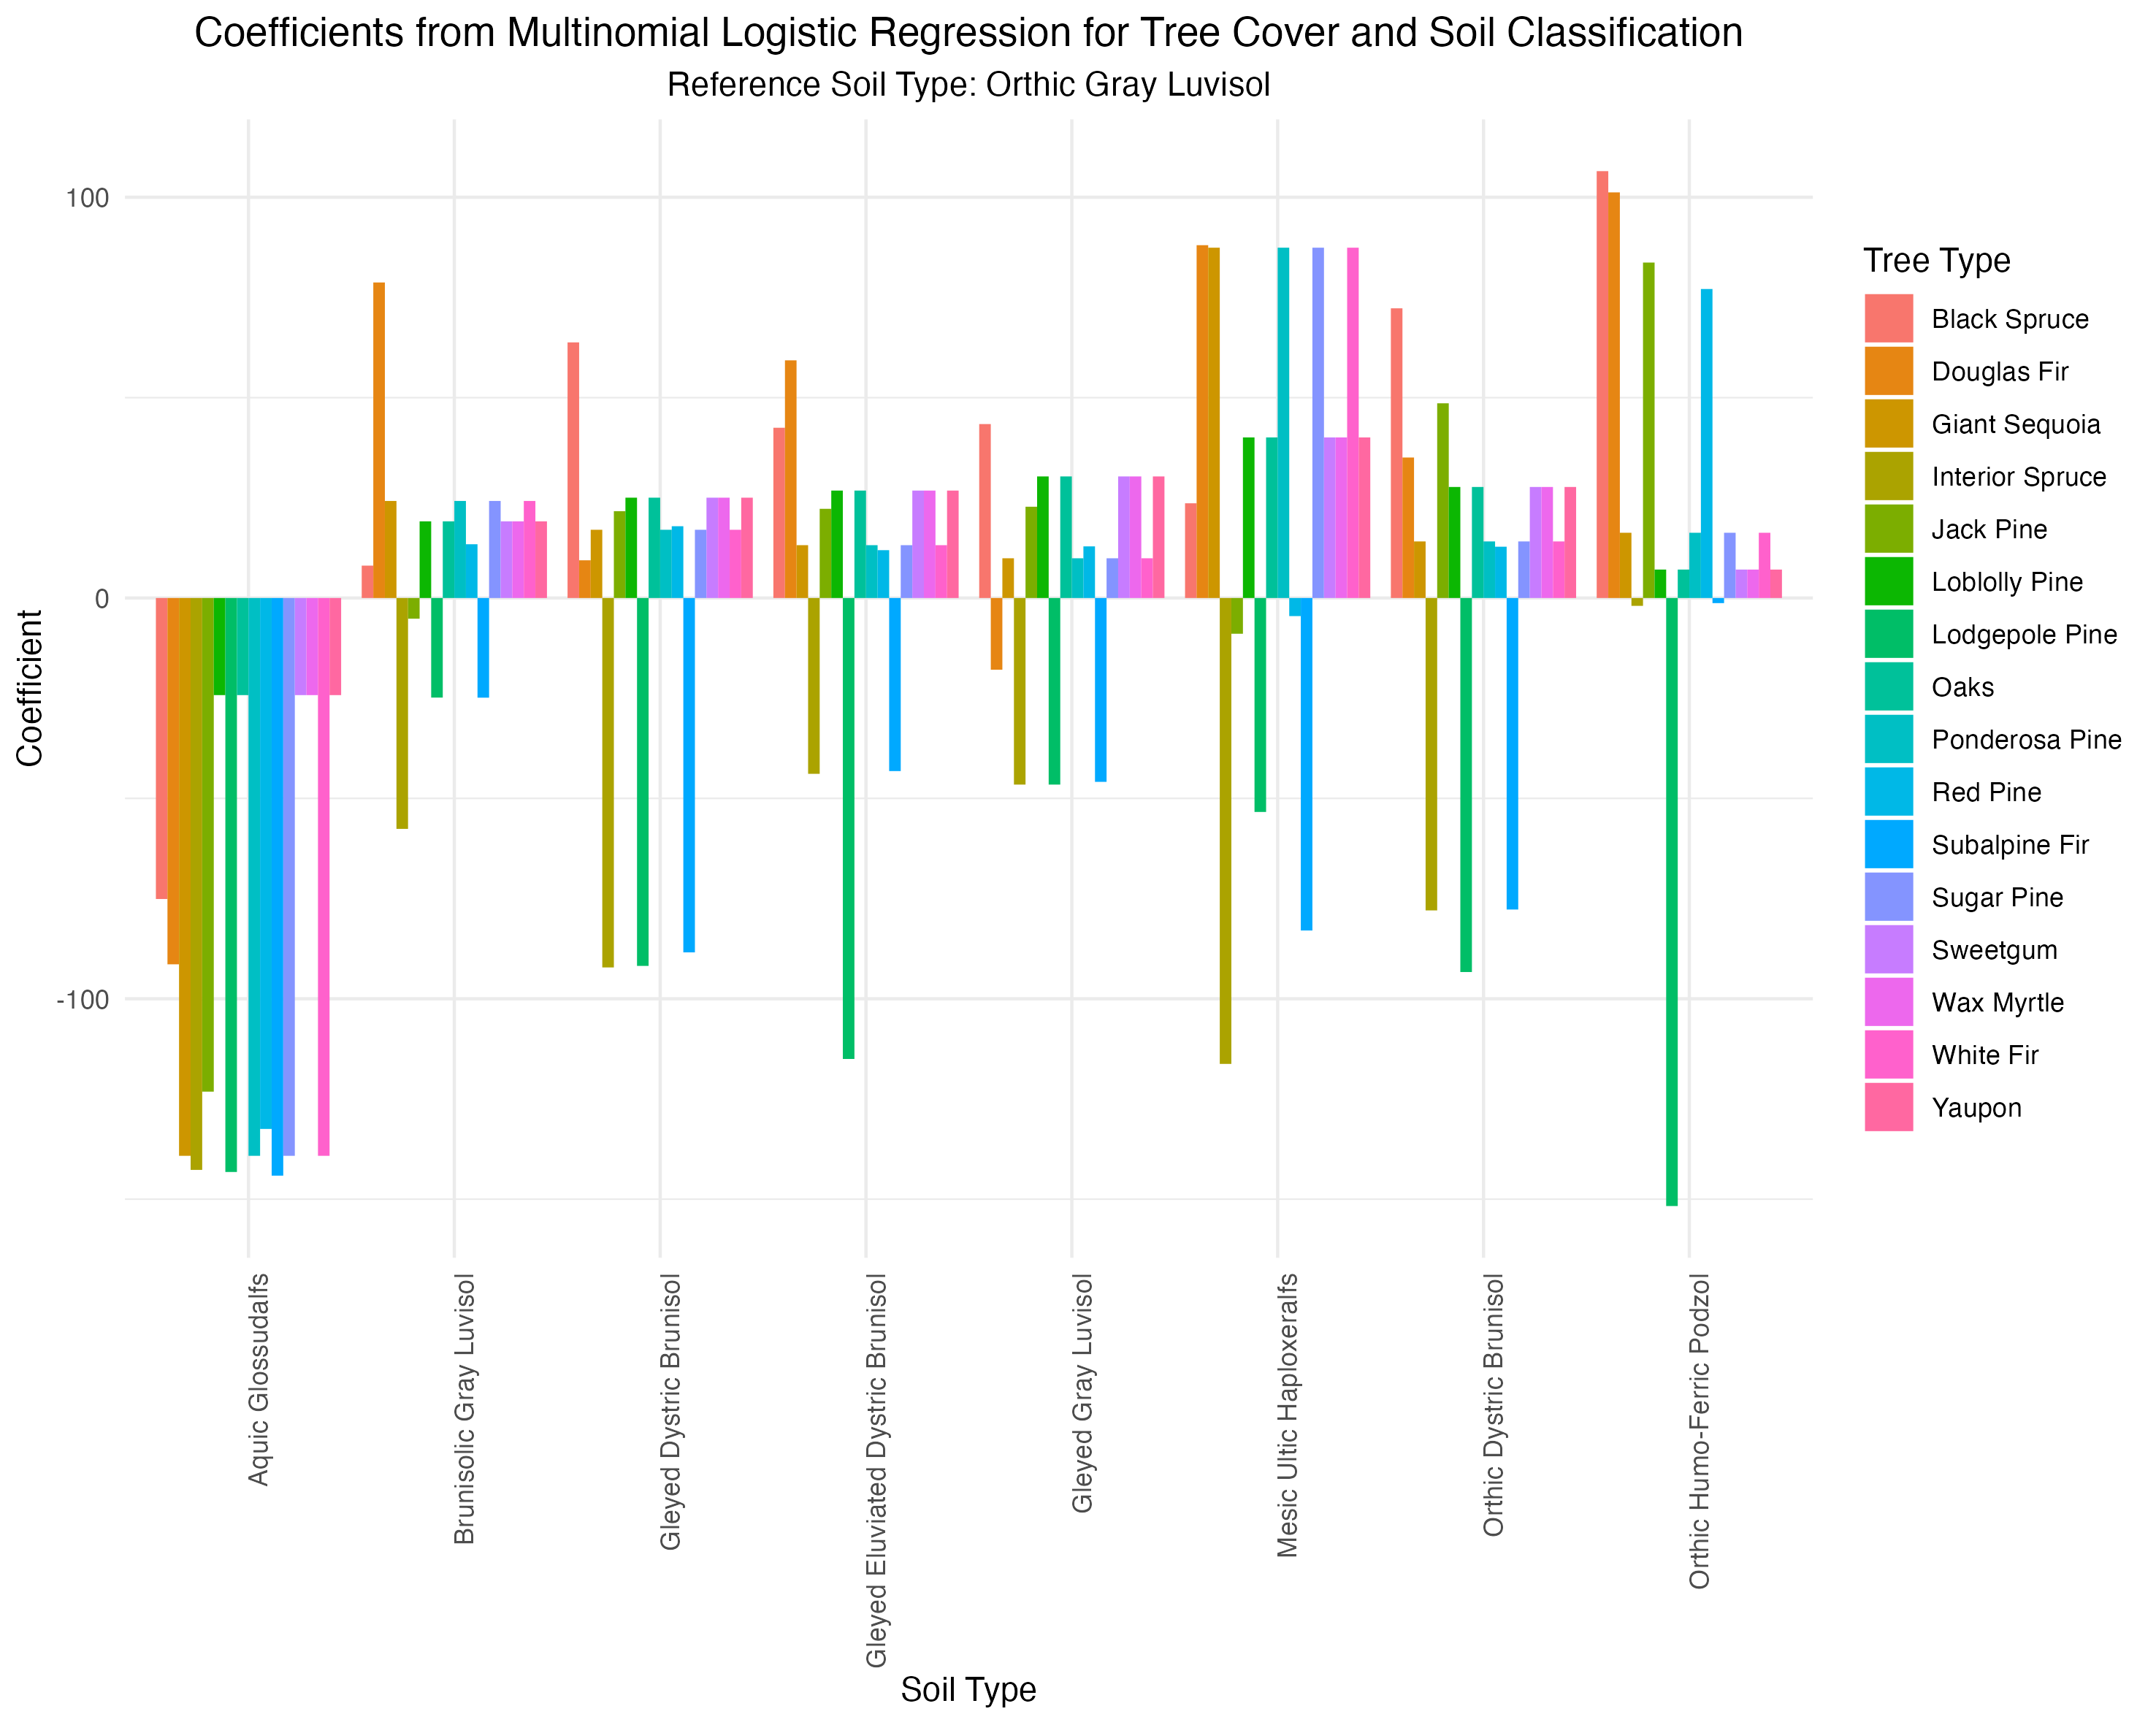 Coefficients from Multinomial Logistic Regression for Tree Cover and Soil Classification
Reference Soil Type: Orthic Gray Luvisol
Coefficient
100
0
-100
Aquic Glossudalfs
Brunisolic Gray Luvisol
Gleyed Dystric Brunisol
Gleyed Eluviated Dystric Brunisol
Gleyed Gray Luvisol
Mesic Ultic Haploxeralfs
Orthic Dystric Brunisol
Orthic Humo-Ferric Podzol
Soil Type
Tree Type
Black Spruce
Douglas Fir
Giant Sequoia
Interior Spruce
Jack Pine
Loblolly Pine
Lodgepole Pine
Oaks
Ponderosa Pine
Red Pine
Subalpine Fir
Sugar Pine
Sweetgum
Wax Myrtle
White Fir
Yaupon